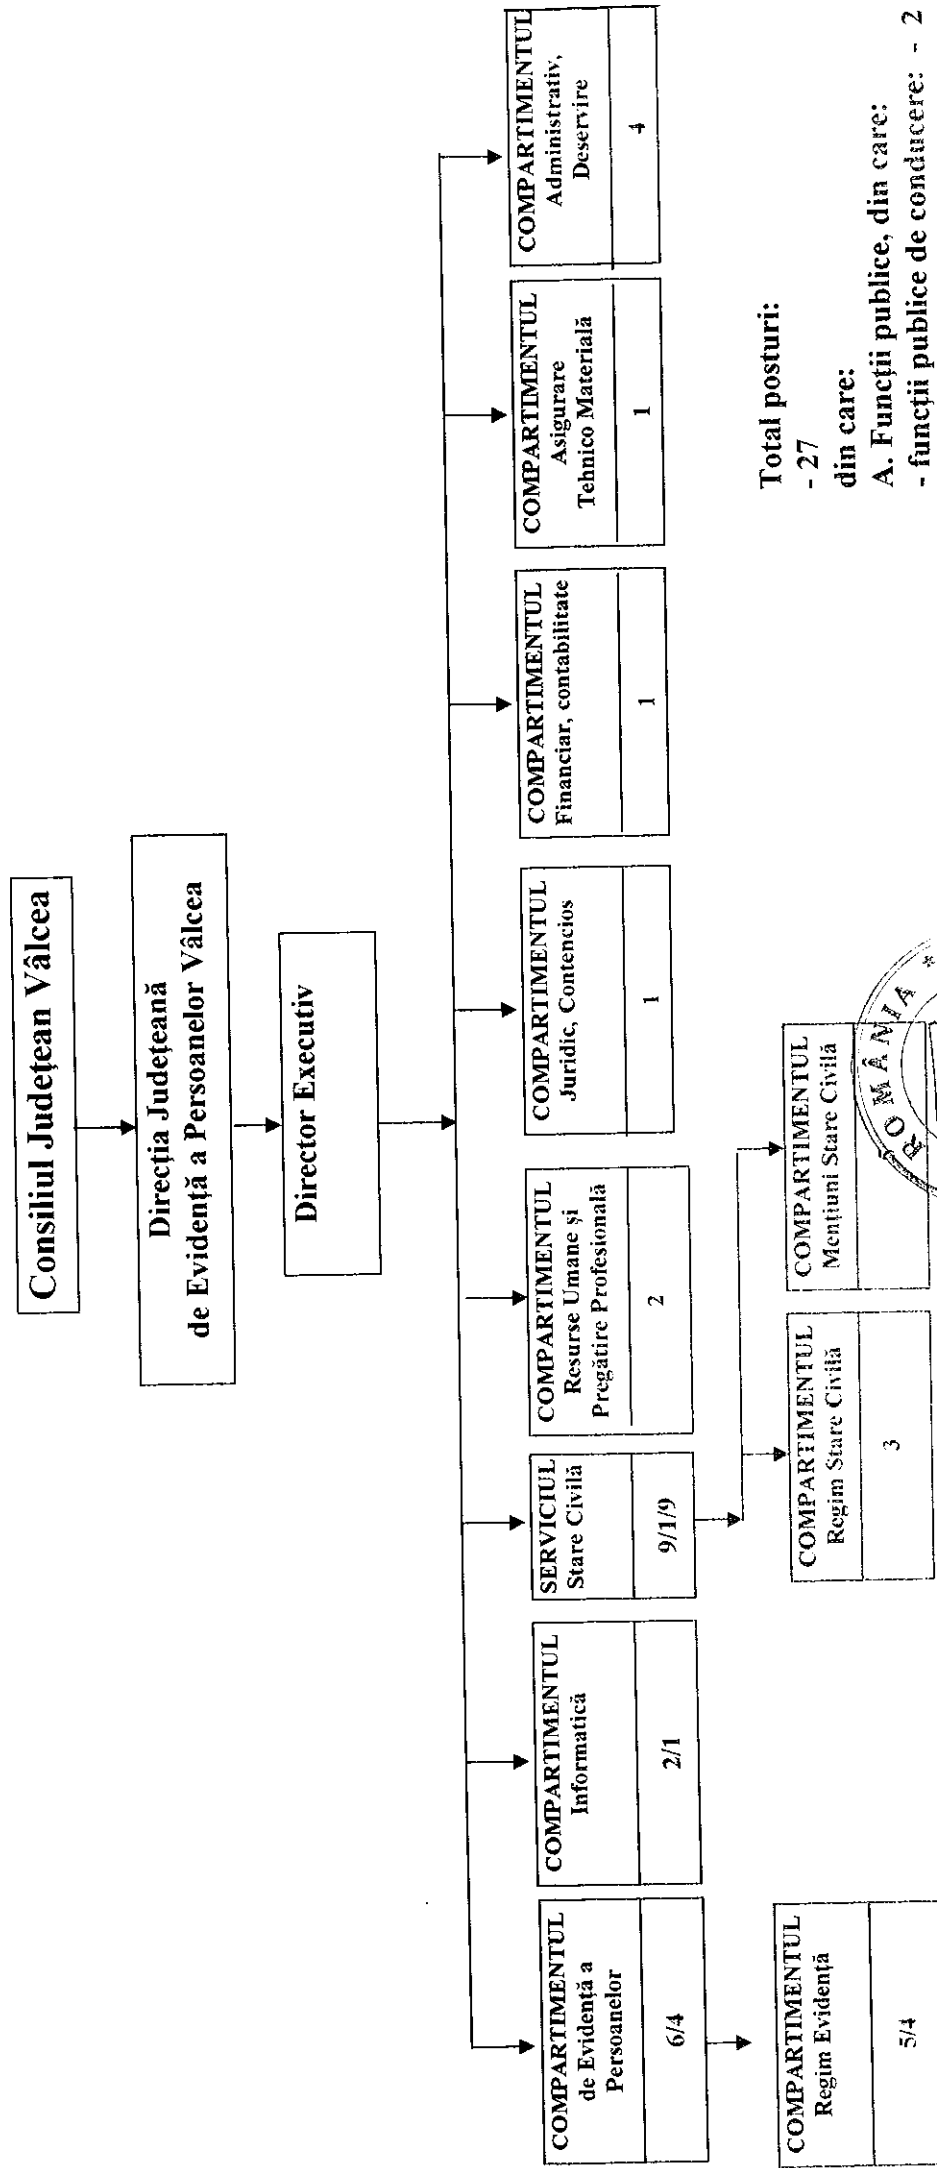 Consiliul Județean Vâlcea
Direcția Județeană
de Evidență a Persoanelor Vâlcea
Director Executiv
COMPARTIMENTUL
de Evidență a
Persoanelor
6/4
COMPARTIMENTUL
Informatică
2/1
SERVICIUL
Stare Civilă
9/1/9
COMPARTIMENTUL
Resurse Umane și
Pregătire Profesională
2
COMPARTIMENTUL
Juridic, Contencios
1
COMPARTIMENTUL
Financiar, contabilitate
1
COMPARTIMENTUL
Asigurare
Tehnico Materială
1
COMPARTIMENTUL
Administrativ,
Deservire
4
COMPARTIMENTUL
Regim Evidență
5/4
COMPARTIMENTUL
Regim Stare Civilă
3
COMPARTIMENTUL
Mențiuni Stare Civilă
ROMÂNIA *
Total posturi:
- 27
din care:
A. Funcții publice, din care:
- funcții publice de conducere: - 2